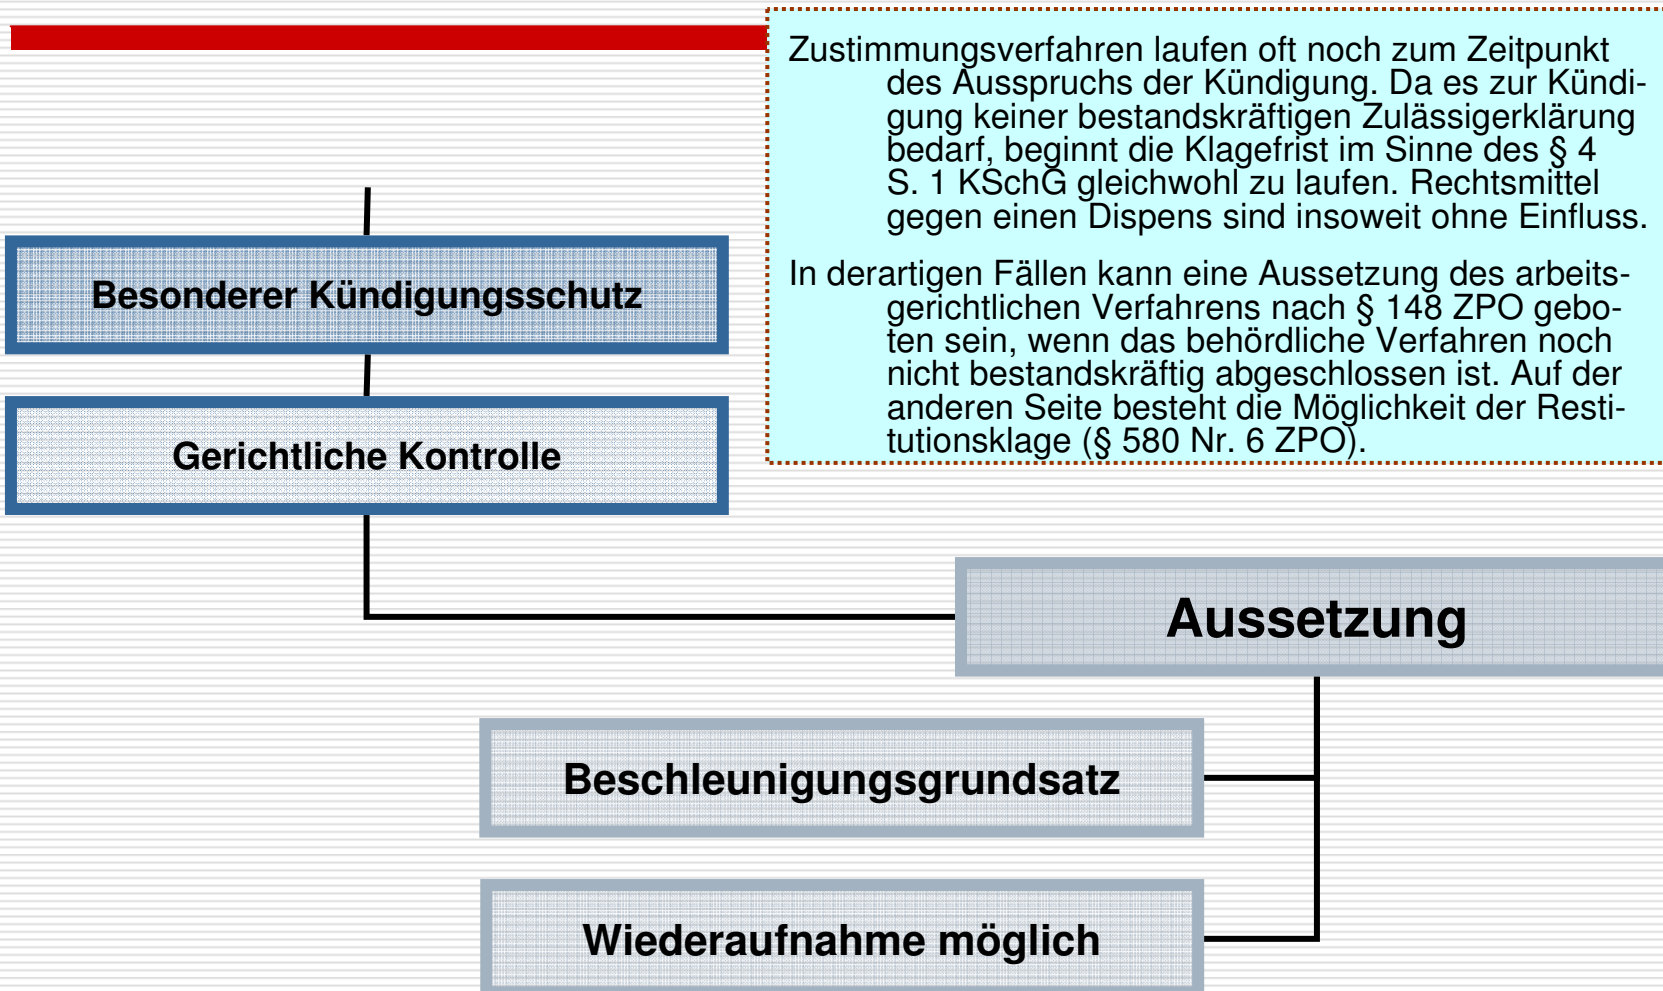 Zustimmungsverfahren laufen oft noch zum Zeitpunkt
des Ausspruchs der Kündigung. Da es zur Kündi-
gung keiner bestandskräftigen Zulässigerklärung
bedarf, beginnt die Klagefrist im Sinne des § 4
S. 1 KSchG gleichwohl zu laufen. Rechtsmittel
gegen einen Dispens sind insoweit ohne Einfluss.
In derartigen Fällen kann eine Aussetzung des arbeits-
gerichtlichen Verfahrens nach § 148 ZPO gebo-
ten sein, wenn das behördliche Verfahren noch
nicht bestandskräftig abgeschlossen ist. Auf der
anderen Seite besteht die Möglichkeit der Resti-
tutionsklage (§ 580 Nr. 6 ZPO).
Besonderer Kündigungsschutz
Gerichtliche Kontrolle
Aussetzung
Beschleunigungsgrundsatz
Wiederaufnahme möglich